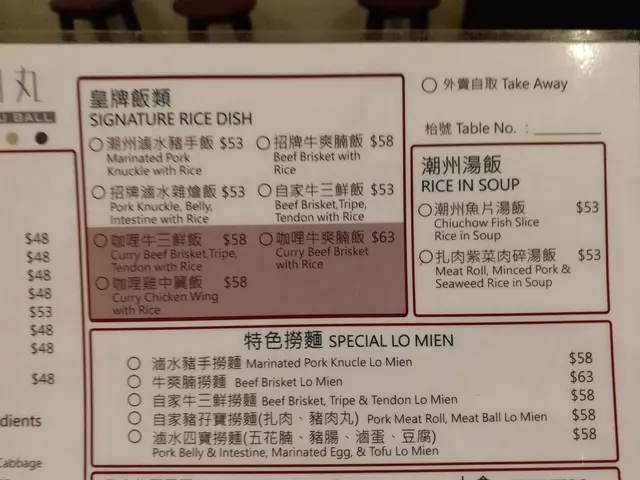 丸
BALL
$48
$48
$48
$48
$53
$48
$48
$48
dients
Cabbage
皇牌飯類
SIGNATURE RICE DISH
潮州滷水豬手飯 $53
Marinated Pork
Knuckle with Rice
招牌牛爽腩飯 $58
Beef Brisket with
Rice
招牌滷水雜燴飯 $53
Pork Knuckle, Belly,
Intestine with Rice
自家牛三鮮飯 $53
Beef Brisket,Tripe,
Tendon with Rice
咖哩牛三鮮飯 $58
Curry Beef Brisket,Tripe,
Tendon with Rice
咖哩牛爽腩飯 $63
Curry Beef Brisket
with Rice
咖哩雞中翼飯 $58
Curry Chicken Wing
with Rice
外賣自取 Take Away
枱號 Table No. : ________
潮州湯飯
RICE IN SOUP
潮州魚片湯飯 $53
Chiuchow Fish Slice
Rice in Soup
扎肉紫菜肉碎湯飯 $53
Meat Roll, Minced Pork &
Seaweed Rice in Soup
特色撈麵 SPECIAL LO MIEN
滷水豬手撈麵 Marinated Pork Knucle Lo Mien $58
牛爽腩撈麵 Beef Brisket Lo Mien $63
自家牛三鮮撈麵 Beef Brisket, Tripe & Tendon Lo Mien $58
自家豬孖寶撈麵(扎肉、豬肉丸) Pork Meat Roll, Meat Ball Lo Mien $58
滷水四寶撈麵(五花腩、豬腸、滷蛋、豆腐) $58
Pork Belly & Intestine, Marinated Egg, & Tofu Lo Mien